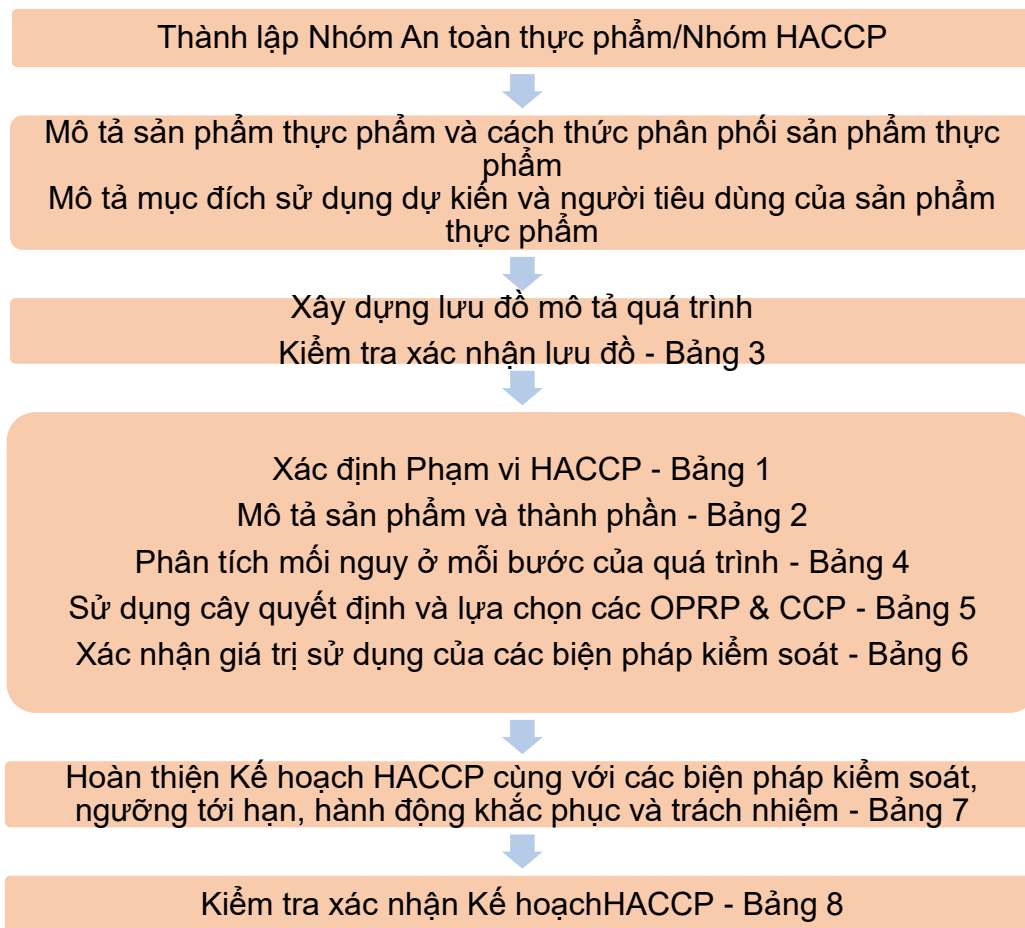 Thành lập Nhóm An toàn thực phẩm/Nhóm HACCP
Mô tả sản phẩm thực phẩm và cách thức phân phối sản phẩm thực
phẩm
Mô tả mục đích sử dụng dự kiến và người tiêu dùng của sản phẩm
thực phẩm
Xây dựng lưu đồ mô tả quá trình
Kiểm tra xác nhận lưu đồ - Bảng 3
Xác định Phạm vi HACCP - Bảng 1
Mô tả sản phẩm và thành phần - Bảng 2
Phân tích mối nguy ở mỗi bước của quá trình - Bảng 4
Sử dụng cây quyết định và lựa chọn các OPRP & CCP - Bảng 5
Xác nhận giá trị sử dụng của các biện pháp kiểm soát - Bảng 6
Hoàn thiện Kế hoạch HACCP cùng với các biện pháp kiểm soát,
ngưỡng tới hạn, hành động khắc phục và trách nhiệm - Bảng 7
Kiểm tra xác nhận Kế hoạchHACCP - Bảng 8